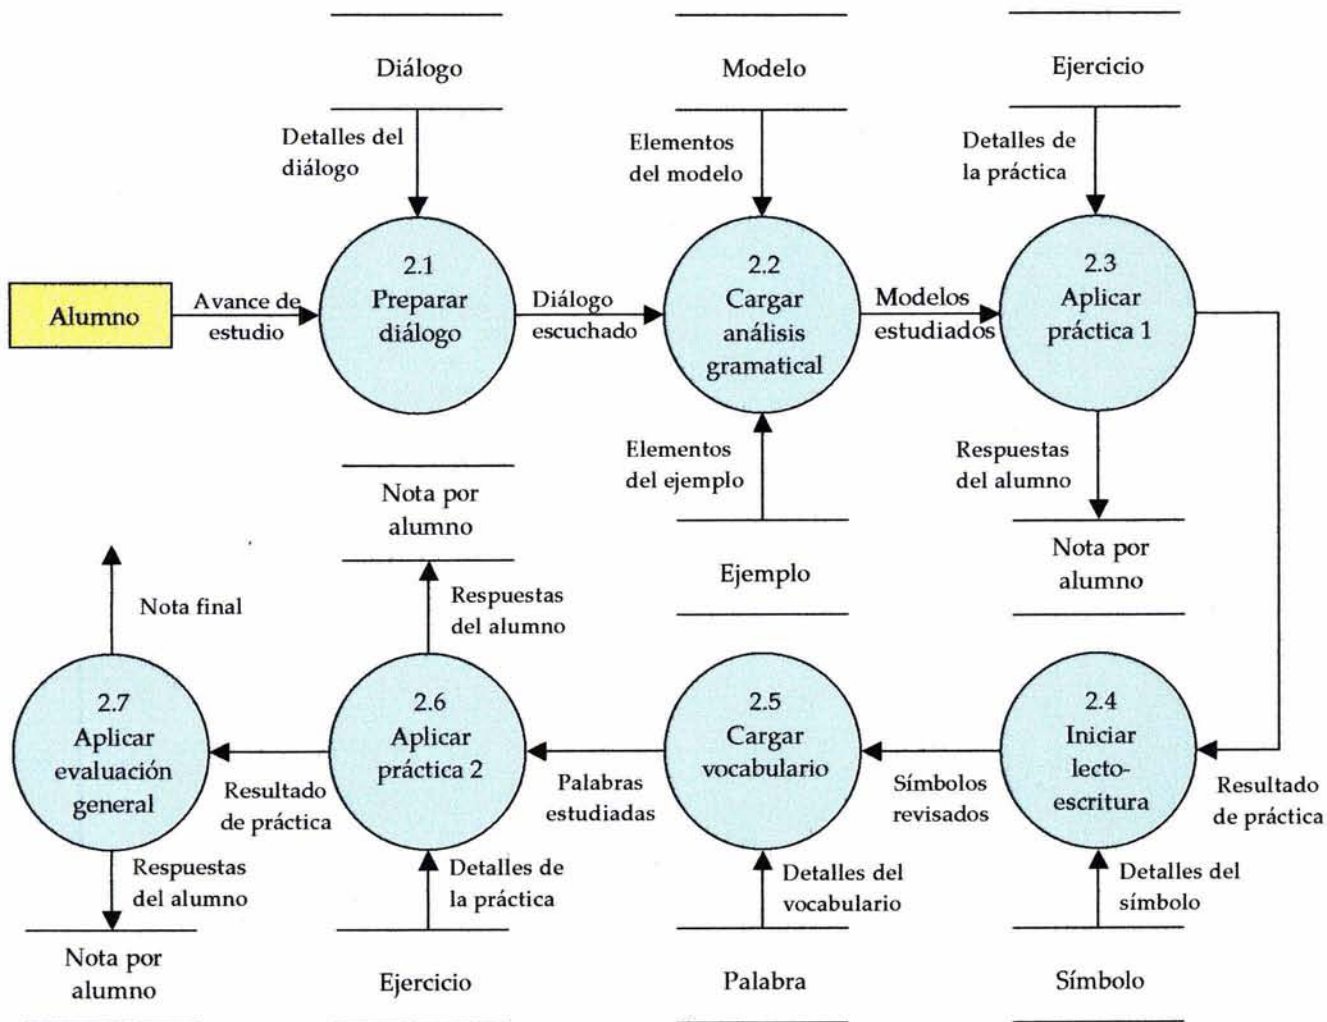 Diálogo
Modelo
Ejercicio
Detalles del
diálogo
Elementos
del modelo
Detalles de
la práctica
Alumno
Avance de
estudio
2.1
Preparar
diálogo
Diálogo
escuchado
2.2
Cargar
análisis
gramatical
Modelos
estudiados
2.3
Aplicar
práctica 1
Elementos
del ejemplo
Respuestas
del alumno
Nota por
alumno
Ejemplo
Nota por
alumno
Nota final
Respuestas
del alumno
2.7
Aplicar
evaluación
general
Resultado
de práctica
2.6
Aplicar
práctica 2
Palabras
estudiadas
2.5
Cargar
vocabulario
Símbolos
revisados
2.4
Iniciar
lecto-
escritura
Resultado
de práctica
Respuestas
del alumno
Detalles de
la práctica
Detalles del
vocabulario
Detalles del
símbolo
Nota por
alumno
Ejercicio
Palabra
Símbolo